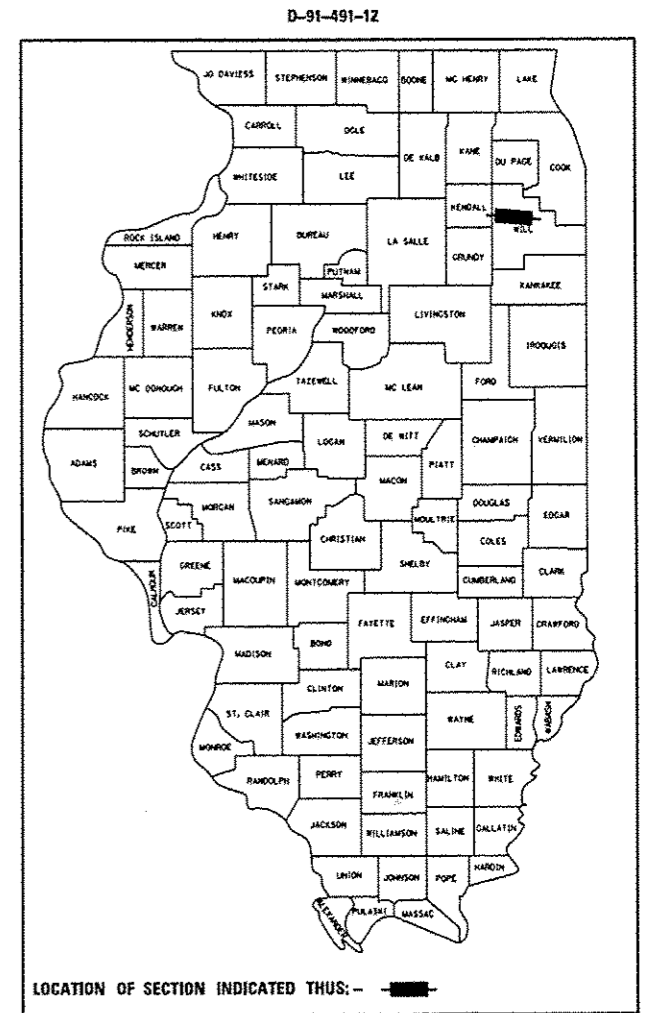 D-91-491-12
JO DAVIESS STEPHENSON WINNEBAGO BOONE MC HENRY LAKE
CARROLL OGLE DE KALB KANE DU PAGE COOK
WHITESIDE LEE KENDALL WILL
ROCK ISLAND HENRY BUREAU LA SALLE GRUNDY
MERCER PUTNAM KANKAKEE
STARK MARSHALL
HENDERSON WARREN KNOX PEORIA WOODFORD LIVINGSTON IROQUOIS
HANCOCK MC DONOUGH FULTON TAZEWELL MC LEAN FORD
SCHUYLER MASON LOGAN DE WITT CHAMPAIGN VERMILION
ADAMS BROWN CASS MENARD MACON PIATT
PIKE SCOTT MORGAN SANGAMON CHRISTIAN MOULTRIE DOUGLAS EDGAR
COLES
CALHOUN GREENE MACOUPIN MONTGOMERY SHELBY CUMBERLAND CLARK
JERSEY FAYETTE EFFINGHAM JASPER CRAWFORD
MADISON BOND CLAY RICHLAND LAWRENCE
CLINTON MARION
ST. CLAIR WASHINGTON JEFFERSON WAYNE EDWARDS WABASH
MONROE
RANDOLPH PERRY FRANKLIN HAMILTON WHITE
JACKSON WILLIAMSON SALINE GALLATIN
UNION JOHNSON POPE HARDIN
ALEXANDER PULASKI MASSAC
LOCATION OF SECTION INDICATED THUS: -